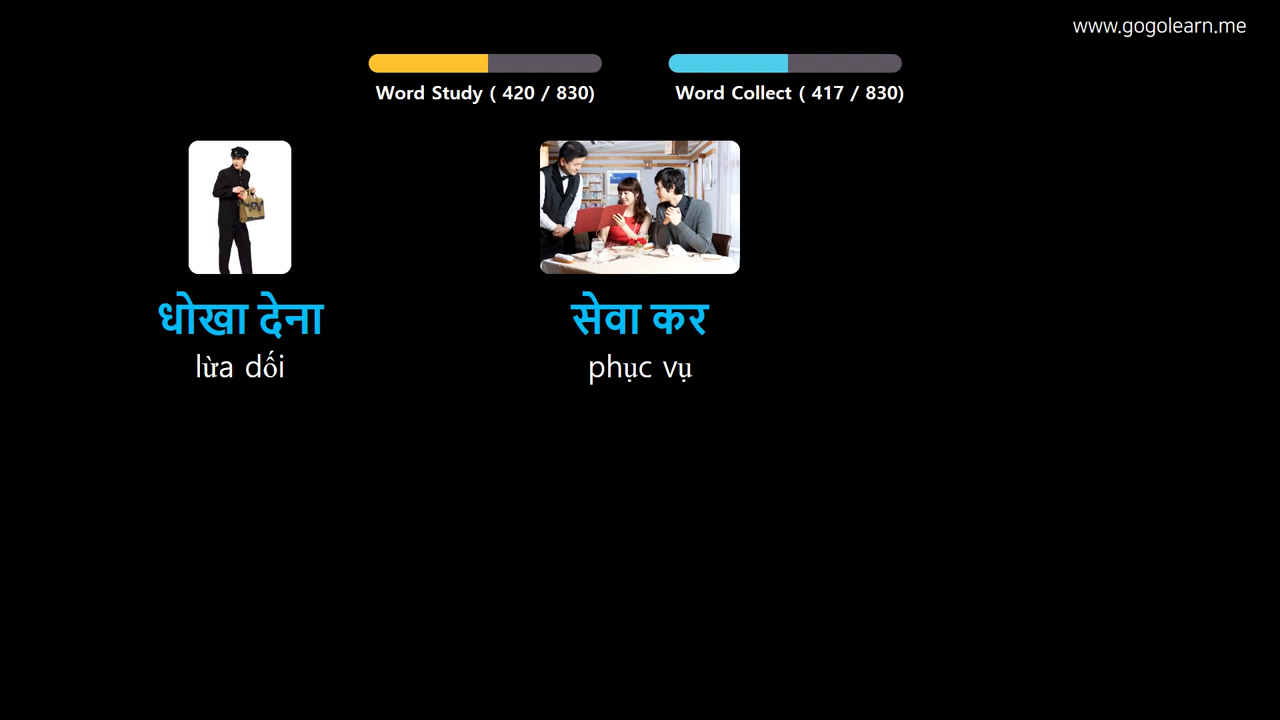 www.gogolearn.me
Word Study ( 420 / 830)
Word Collect ( 417 / 830)
धोखा देना
lừa dối
सेवा कर
phục vụ